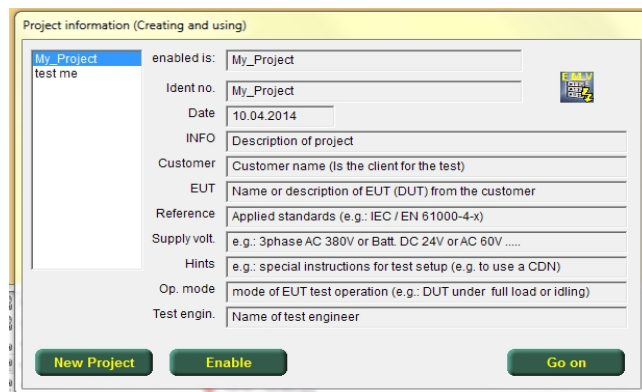 Project information (Creating and using)
My_Project
test me
enabled is: My_Project
Ident no. My_Project
Date 10.04.2014
INFO Description of project
Customer Customer name (Is the client for the test)
EUT Name or description of EUT (DUT) from the customer
Reference Applied standards (e.g.: IEC / EN 61000-4-x)
Supply volt. e.g.: 3phase AC 380V or Batt. DC 24V or AC 60V .....
Hints e.g.: special instructions for test setup (e.g. to use a CDN)
Op. mode mode of EUT test operation (e.g.: DUT under full load or idling)
Test engin. Name of test engineer
E M V
New Project Enable Go on